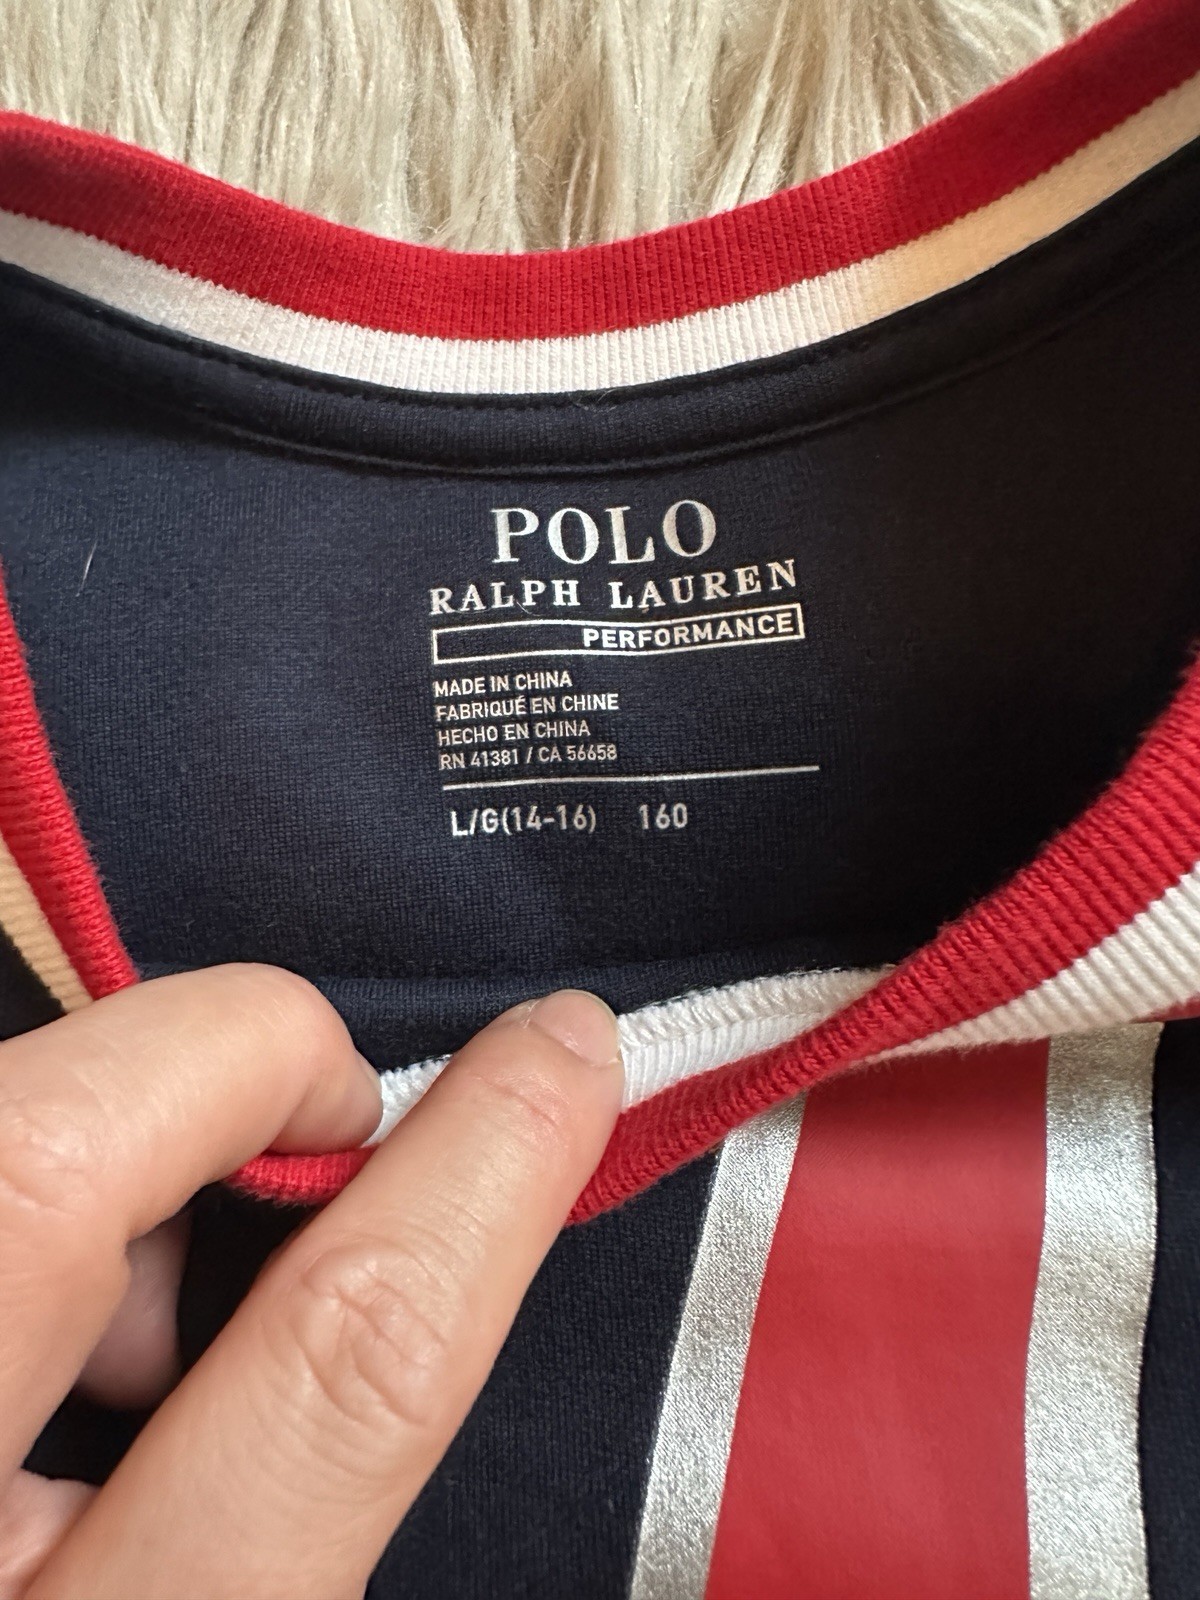 POLO
RALPH LAUREN
PERFORMANCE
MADE IN CHINA
FABRIQUÉ EN CHINE
HECHO EN CHINA
RN 41381 / CA 56658
L/G(14-16) 160